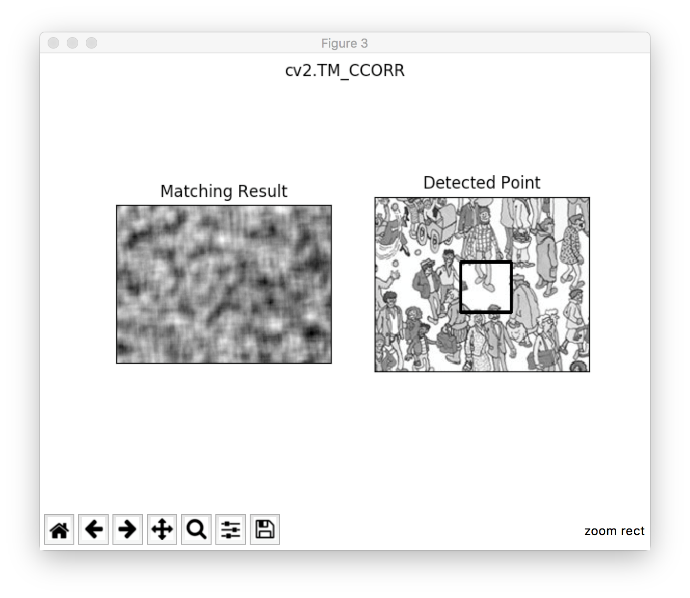 Figure 3
cv2.TM_CCORR
Matching Result
Detected Point
zoom rect